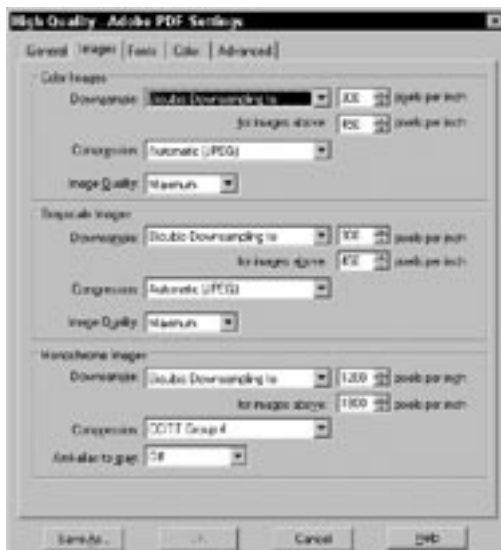 High Quality - Adobe PDF Settings
General Images Fonts Color Advanced
Color Images
Downsample: Bicubic Downsampling to 300 pixels per inch
for images above: 450 pixels per inch
Compression: Automatic (JPEG)
Image Quality: Maximum
Grayscale Images
Downsample: Bicubic Downsampling to 300 pixels per inch
for images above: 450 pixels per inch
Compression: Automatic (JPEG)
Image Quality: Maximum
Monochrome Images
Downsample: Bicubic Downsampling to 1200 pixels per inch
for images above: 1800 pixels per inch
Compression: CCITT Group 4
Anti-alias to gray: Off
Save As... Cancel Help